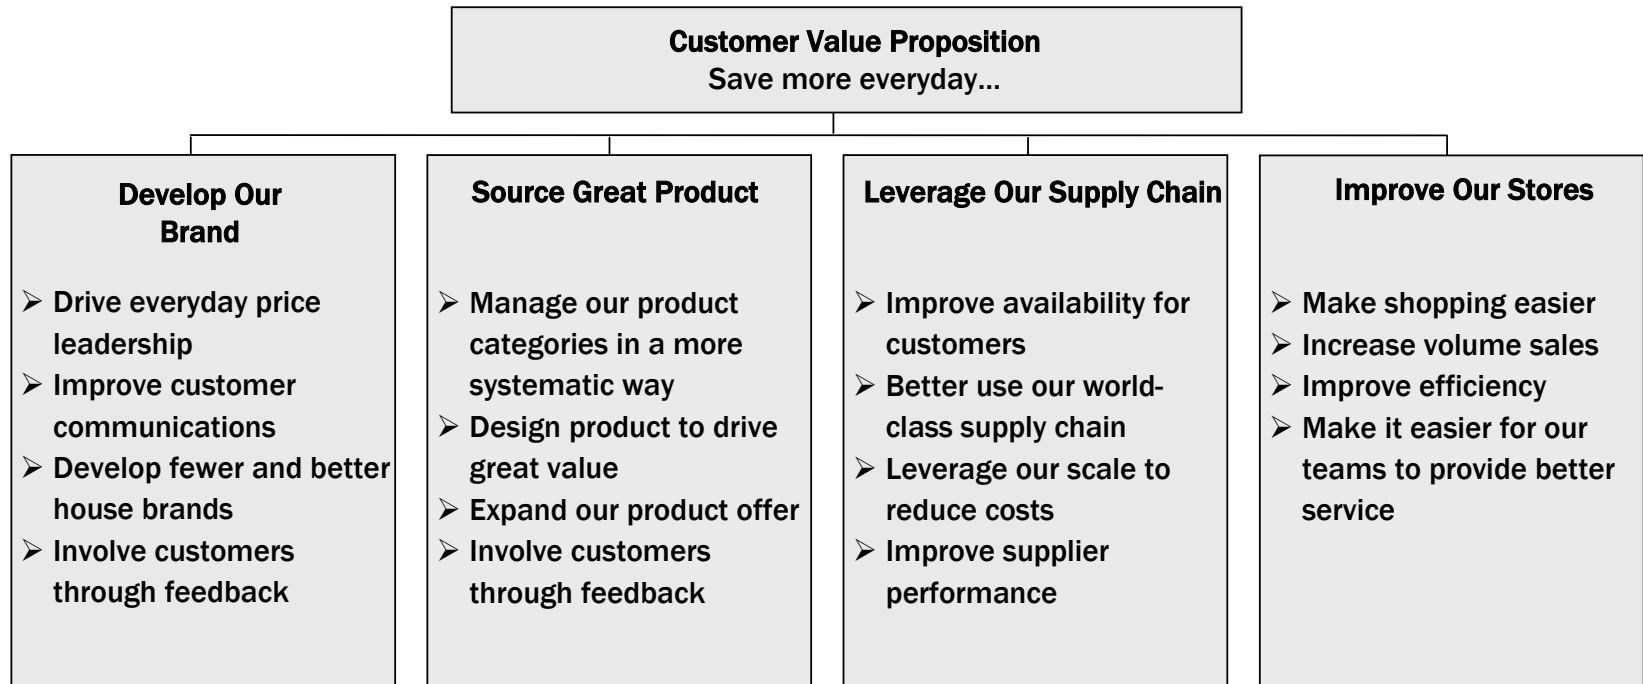 Customer Value Proposition
Save more everyday...
Develop Our
Brand
➢ Drive everyday price
leadership
➢ Improve customer
communications
➢ Develop fewer and better
house brands
➢ Involve customers
through feedback
Source Great Product
➢ Manage our product
categories in a more
systematic way
➢ Design product to drive
great value
➢ Expand our product offer
➢ Involve customers
through feedback
Leverage Our Supply Chain
➢ Improve availability for
customers
➢ Better use our world-
class supply chain
➢ Leverage our scale to
reduce costs
➢ Improve supplier
performance
Improve Our Stores
➢ Make shopping easier
➢ Increase volume sales
➢ Improve efficiency
➢ Make it easier for our
teams to provide better
service